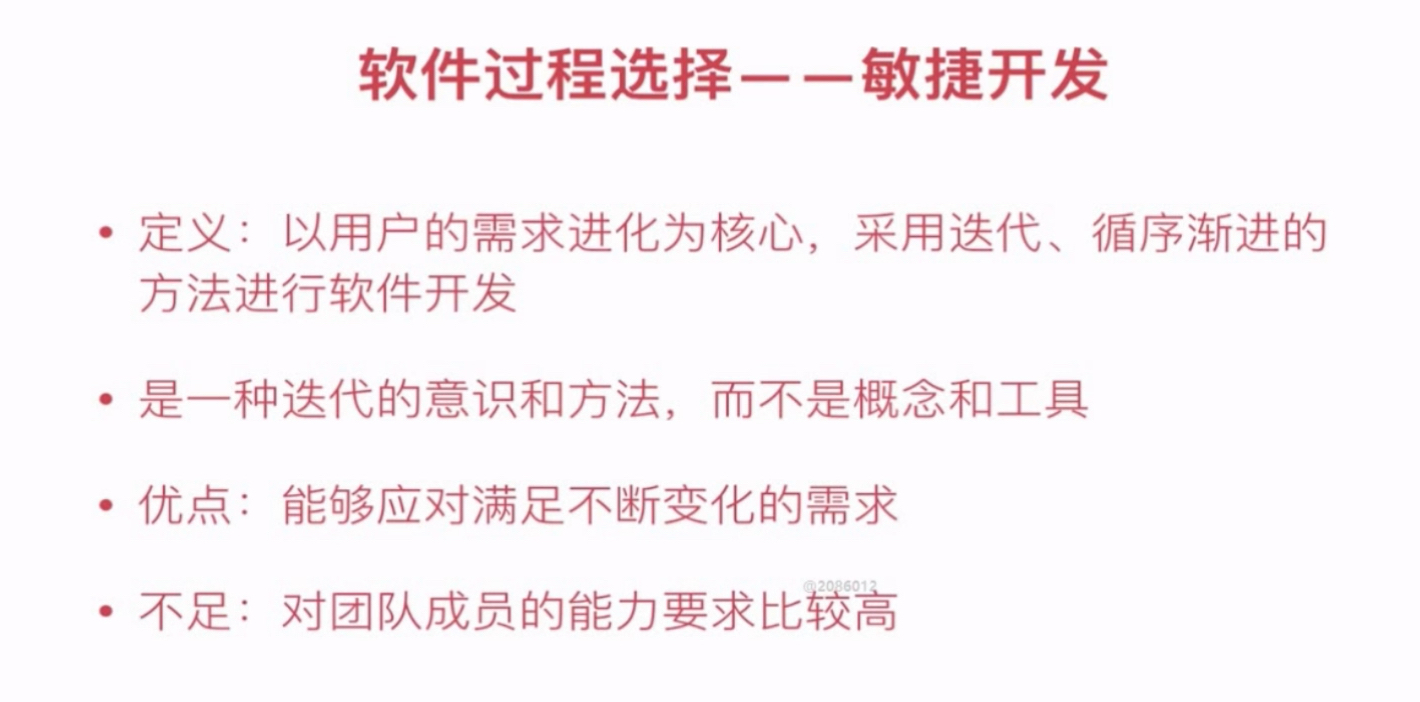 软件过程选择——敏捷开发
• 定义：以用户的需求进化为核心，采用迭代、循序渐进的
方法进行软件开发
• 是一种迭代的意识和方法，而不是概念和工具
• 优点：能够应对满足不断变化的需求
@2086012
• 不足：对团队成员的能力要求比较高